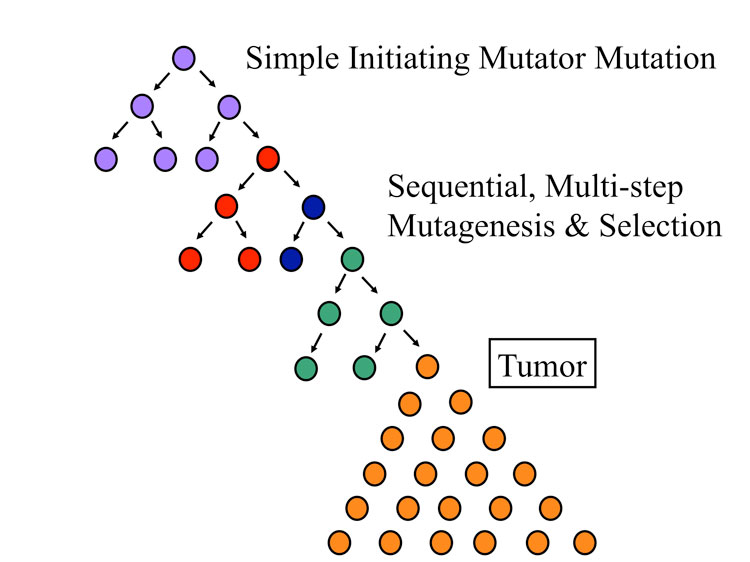 Simple Initiating Mutator Mutation
Sequential, Multi-step
Mutagenesis & Selection
Tumor